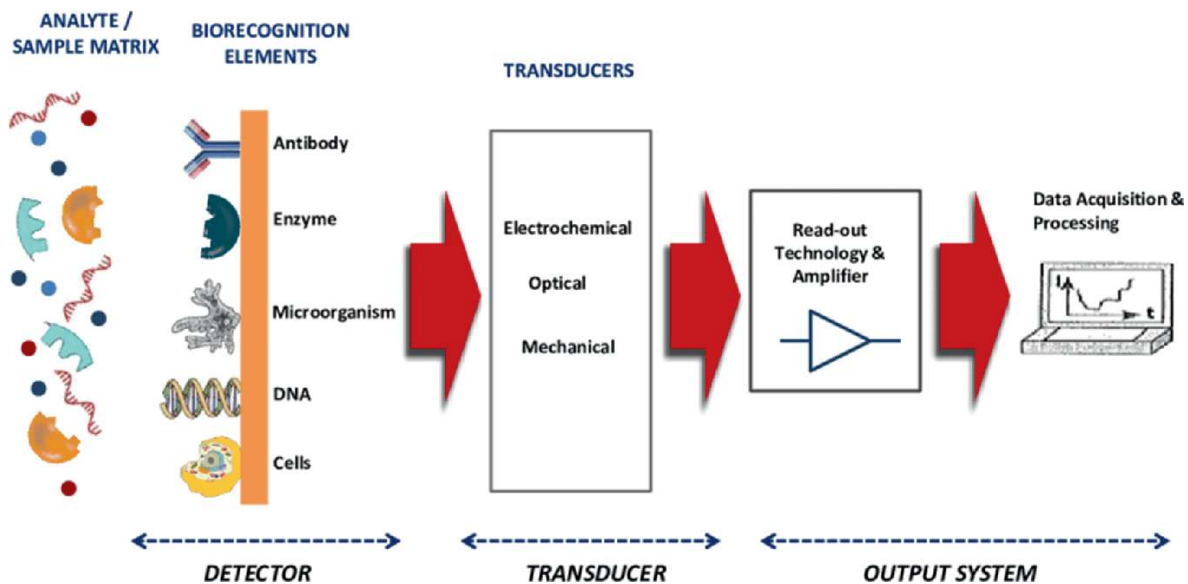 ANALYTE /
SAMPLE MATRIX
BIORECOGNITION
ELEMENTS
TRANSDUCERS
Antibody
Enzyme
Microorganism
DNA
Cells
Electrochemical
Optical
Mechanical
Read-out
Technology &
Amplifier
Data Acquisition &
Processing
I
t
DETECTOR
TRANSDUCER
OUTPUT SYSTEM